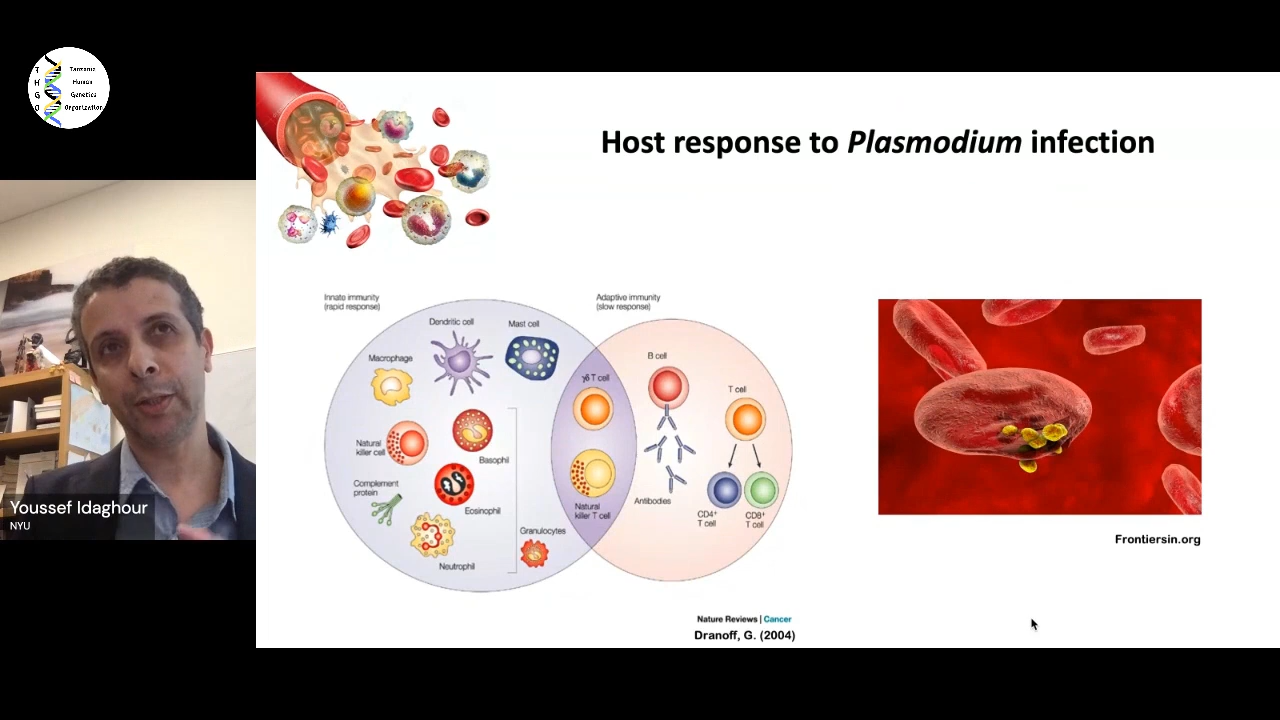 T Tanzania
H Human
G Genetics
O Organization
Host response to Plasmodium infection
Innate immunity
(rapid response)
Adaptive immunity
(slow response)
Dendritic cell
Mast cell
Macrophage
γδ T cell
B cell
T cell
Natural
killer cell
Basophil
Complement
protein
Eosinophil
Antibodies
Natural
killer T cell
CD4+
T cell
CD8+
T cell
Granulocytes
Neutrophil
Youssef Idaghour
NYU
Frontiersin.org
Nature Reviews | Cancer
Dranoff, G. (2004)